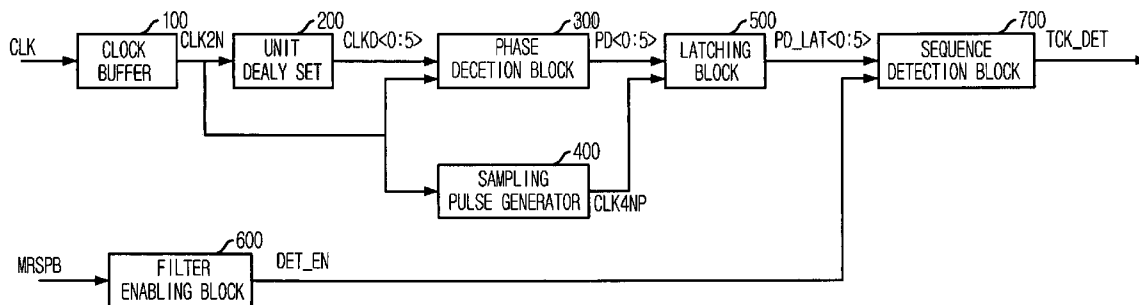 100
200
300
500
700
CLK
CLOCK
BUFFER
CLK2N
UNIT
DEALY SET
CLKD<0:5>
PHASE
DECETION BLOCK
PD<0:5>
LATCHING
BLOCK
PD_LAT<0:5>
SEQUENCE
DETECTION BLOCK
TCK_DET
400
SAMPLING
PULSE GENERATOR
CLK4NP
600
MRSPB
FILTER
ENABLING BLOCK
DET_EN